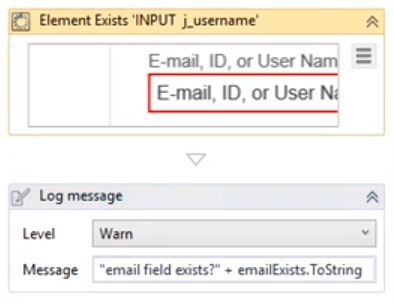 Element Exists 'INPUT j_username'
E-mail, ID, or User Nam
E-mail, ID, or User Na
Log message
Level Warn
Message "email field exists?" + emailExists.ToString